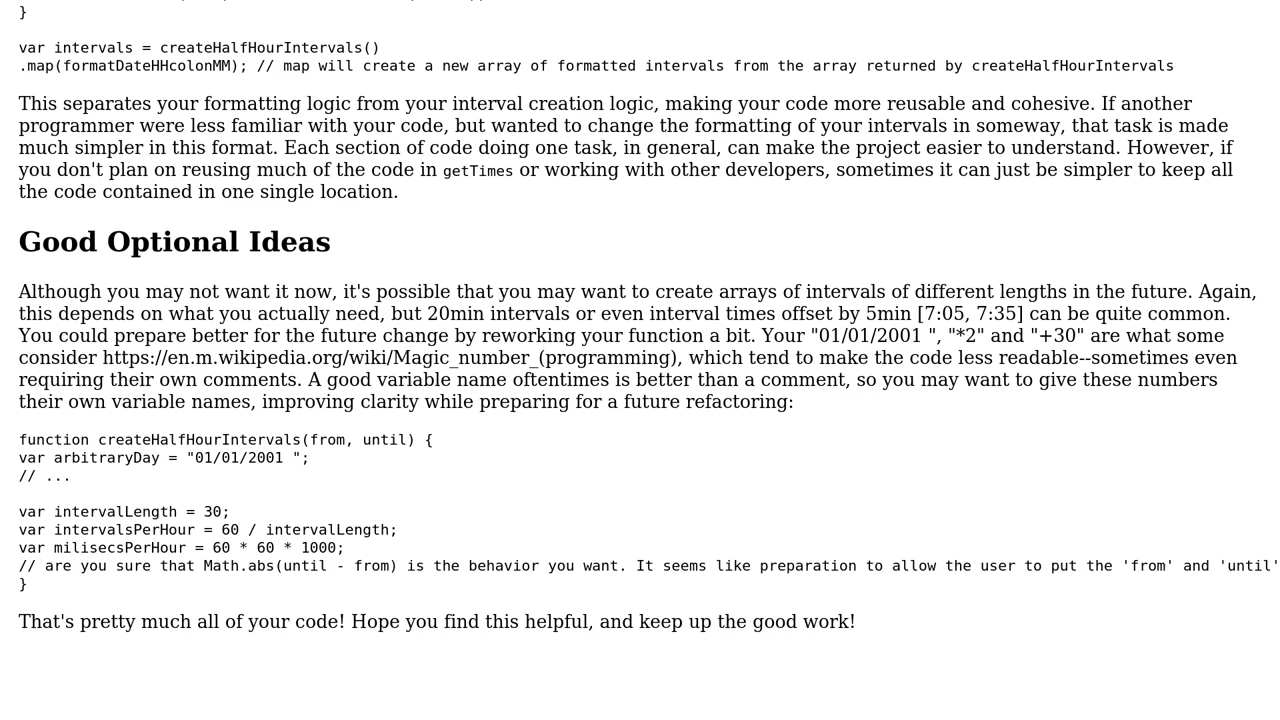 }
var intervals = createHalfHourIntervals()
.map(formatDateHHcolonMM); // map will create a new array of formatted intervals from the array returned by createHalfHourIntervals
This separates your formatting logic from your interval creation logic, making your code more reusable and cohesive. If another
programmer were less familiar with your code, but wanted to change the formatting of your intervals in someway, that task is made
much simpler in this format. Each section of code doing one task, in general, can make the project easier to understand. However, if
you don't plan on reusing much of the code in getTimes or working with other developers, sometimes it can just be simpler to keep all
the code contained in one single location.
Good Optional Ideas
Although you may not want it now, it's possible that you may want to create arrays of intervals of different lengths in the future. Again,
this depends on what you actually need, but 20min intervals or even interval times offset by 5min [7:05, 7:35] can be quite common.
You could prepare better for the future change by reworking your function a bit. Your "01/01/2001 ", "*2" and "+30" are what some
consider https://en.m.wikipedia.org/wiki/Magic_number_(programming), which tend to make the code less readable--sometimes even
requiring their own comments. A good variable name oftentimes is better than a comment, so you may want to give these numbers
their own variable names, improving clarity while preparing for a future refactoring:
function createHalfHourIntervals(from, until) {
var arbitraryDay = "01/01/2001 ";
// ...
var intervalLength = 30;
var intervalsPerHour = 60 / intervalLength;
var milisecsPerHour = 60 * 60 * 1000;
// are you sure that Math.abs(until - from) is the behavior you want. It seems like preparation to allow the user to put the 'from' and 'until'
}
That's pretty much all of your code! Hope you find this helpful, and keep up the good work!